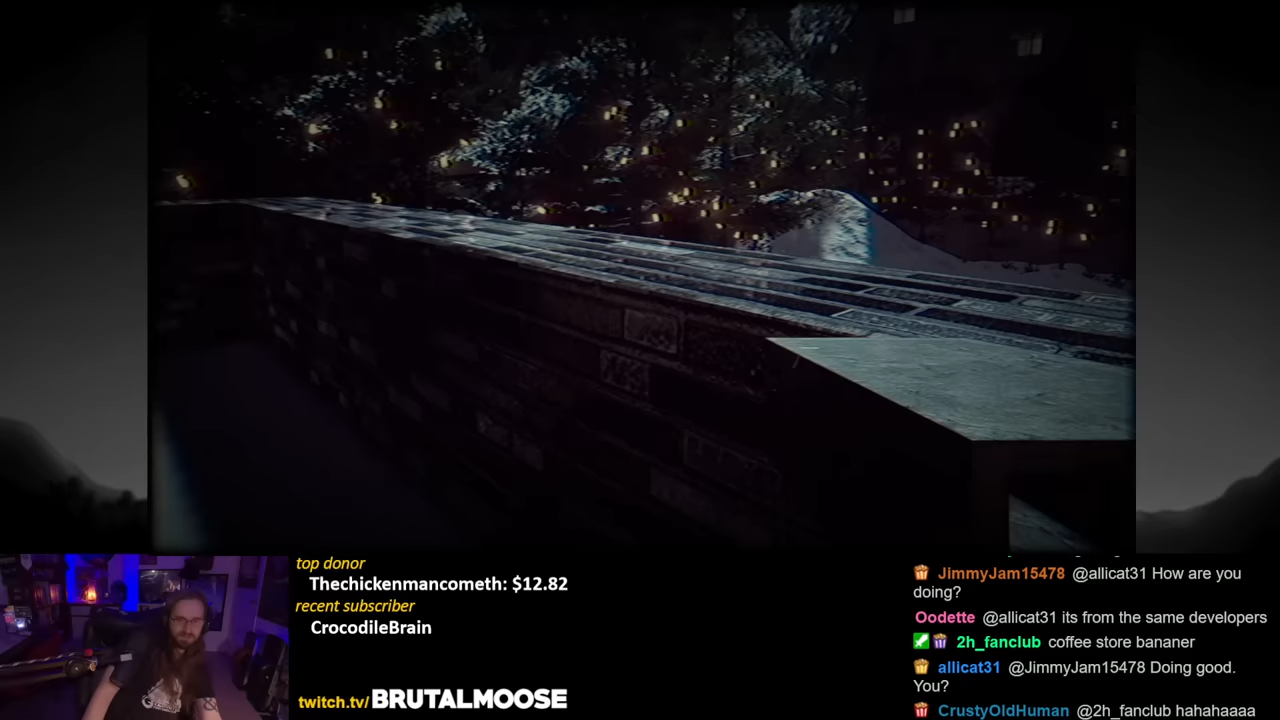 top donor
Thechickenmancometh: $12.82
recent subscriber
CrocodileBrain
twitch.tv/BRUTALMOOSE
JimmyJam15478 @allicat31 How are you
doing?
Oodette @allicat31 its from the same developers
2h_fanclub coffee store bananer
allicat31 @JimmyJam15478 Doing good.
You?
CrustyOldHuman @2h_fanclub hahahaaaa